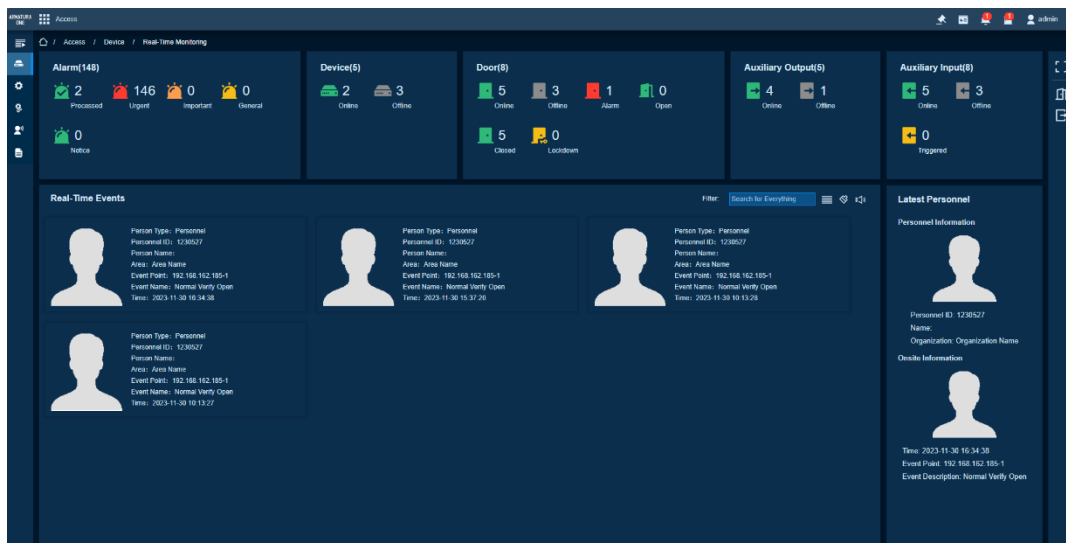 ARMATURA
ONE
Access
1
1
admin
/ Access / Device / Real-Time Monitoring
Alarm(148)
2
Processed
146
Urgent
0
Important
0
General
0
Notice
Device(5)
2
Online
3
Offline
Door(8)
5
Online
3
Offline
1
Alarm
0
Open
5
Closed
0
Lockdown
Auxiliary Output(5)
4
Online
1
Offline
Auxiliary Input(8)
5
Online
3
Offline
0
Triggered
Real-Time Events
Filter:
Search for Everything
Person Type: Personnel
Personnel ID: 1230527
Person Name:
Area: Area Name
Event Point: 192.168.162.185-1
Event Name: Normal Verify Open
Time: 2023-11-30 16:34:38
Person Type: Personnel
Personnel ID: 1230527
Person Name:
Area: Area Name
Event Point: 192.168.162.185-1
Event Name: Normal Verify Open
Time: 2023-11-30 15:37:20
Person Type: Personnel
Personnel ID: 1230527
Person Name:
Area: Area Name
Event Point: 192.168.162.185-1
Event Name: Normal Verify Open
Time: 2023-11-30 10:13:28
Person Type: Personnel
Personnel ID: 1230527
Person Name:
Area: Area Name
Event Point: 192.168.162.185-1
Event Name: Normal Verify Open
Time: 2023-11-30 10:13:27
Latest Personnel
Personnel Information
Personnel ID: 1230527
Name:
Organization: Organization Name
Onsite Information
Time: 2023-11-30 16:34:38
Event Point: 192.168.162.185-1
Event Description: Normal Verify Open